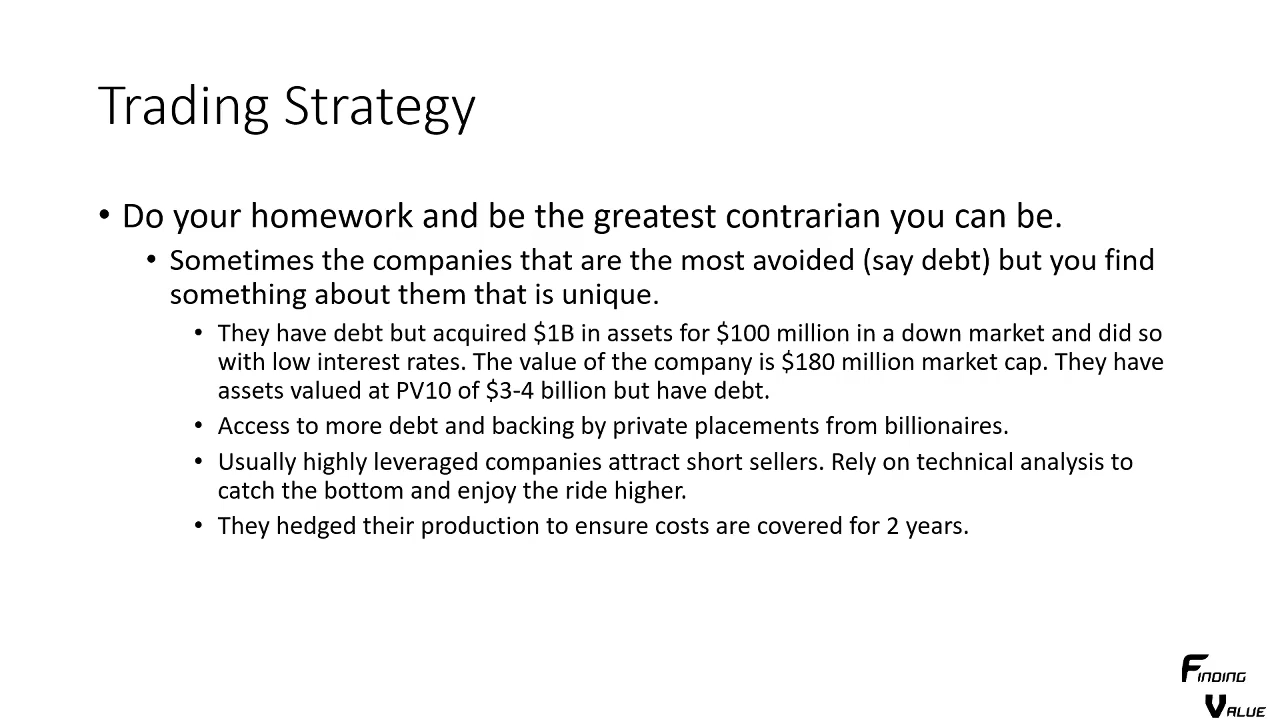 Trading Strategy
• Do your homework and be the greatest contrarian you can be.
• Sometimes the companies that are the most avoided (say debt) but you find
something about them that is unique.
• They have debt but acquired $1B in assets for $100 million in a down market and did so
with low interest rates. The value of the company is $180 million market cap. They have
assets valued at PV10 of $3-4 billion but have debt.
• Access to more debt and backing by private placements from billionaires.
• Usually highly leveraged companies attract short sellers. Rely on technical analysis to
catch the bottom and enjoy the ride higher.
• They hedged their production to ensure costs are covered for 2 years.
Finding
Value